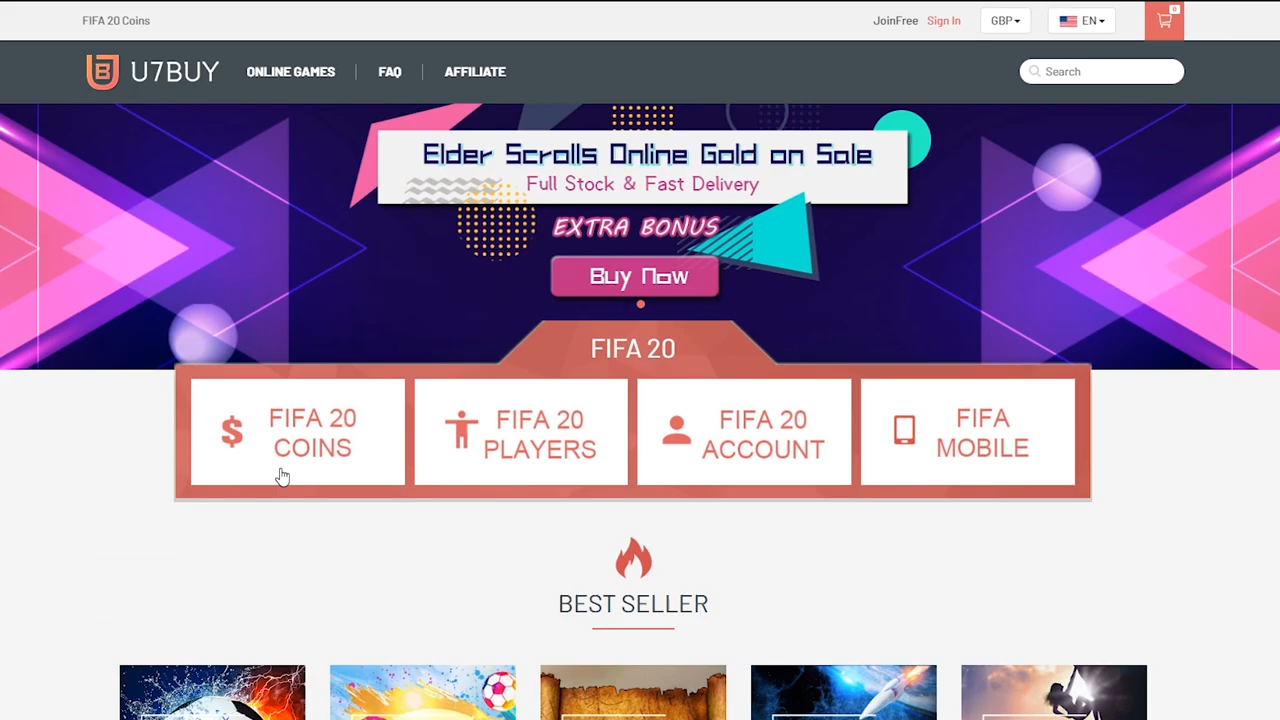 FIFA 20 Coins
JoinFree Sign In GBP EN 0
U7BUY ONLINE GAMES FAQ AFFILIATE Search
Elder Scrolls Online Gold on Sale
Full Stock & Fast Delivery
EXTRA BONUS
Buy Now
FIFA 20
$ FIFA 20
COINS
FIFA 20
PLAYERS
FIFA 20
ACCOUNT
FIFA
MOBILE
BEST SELLER